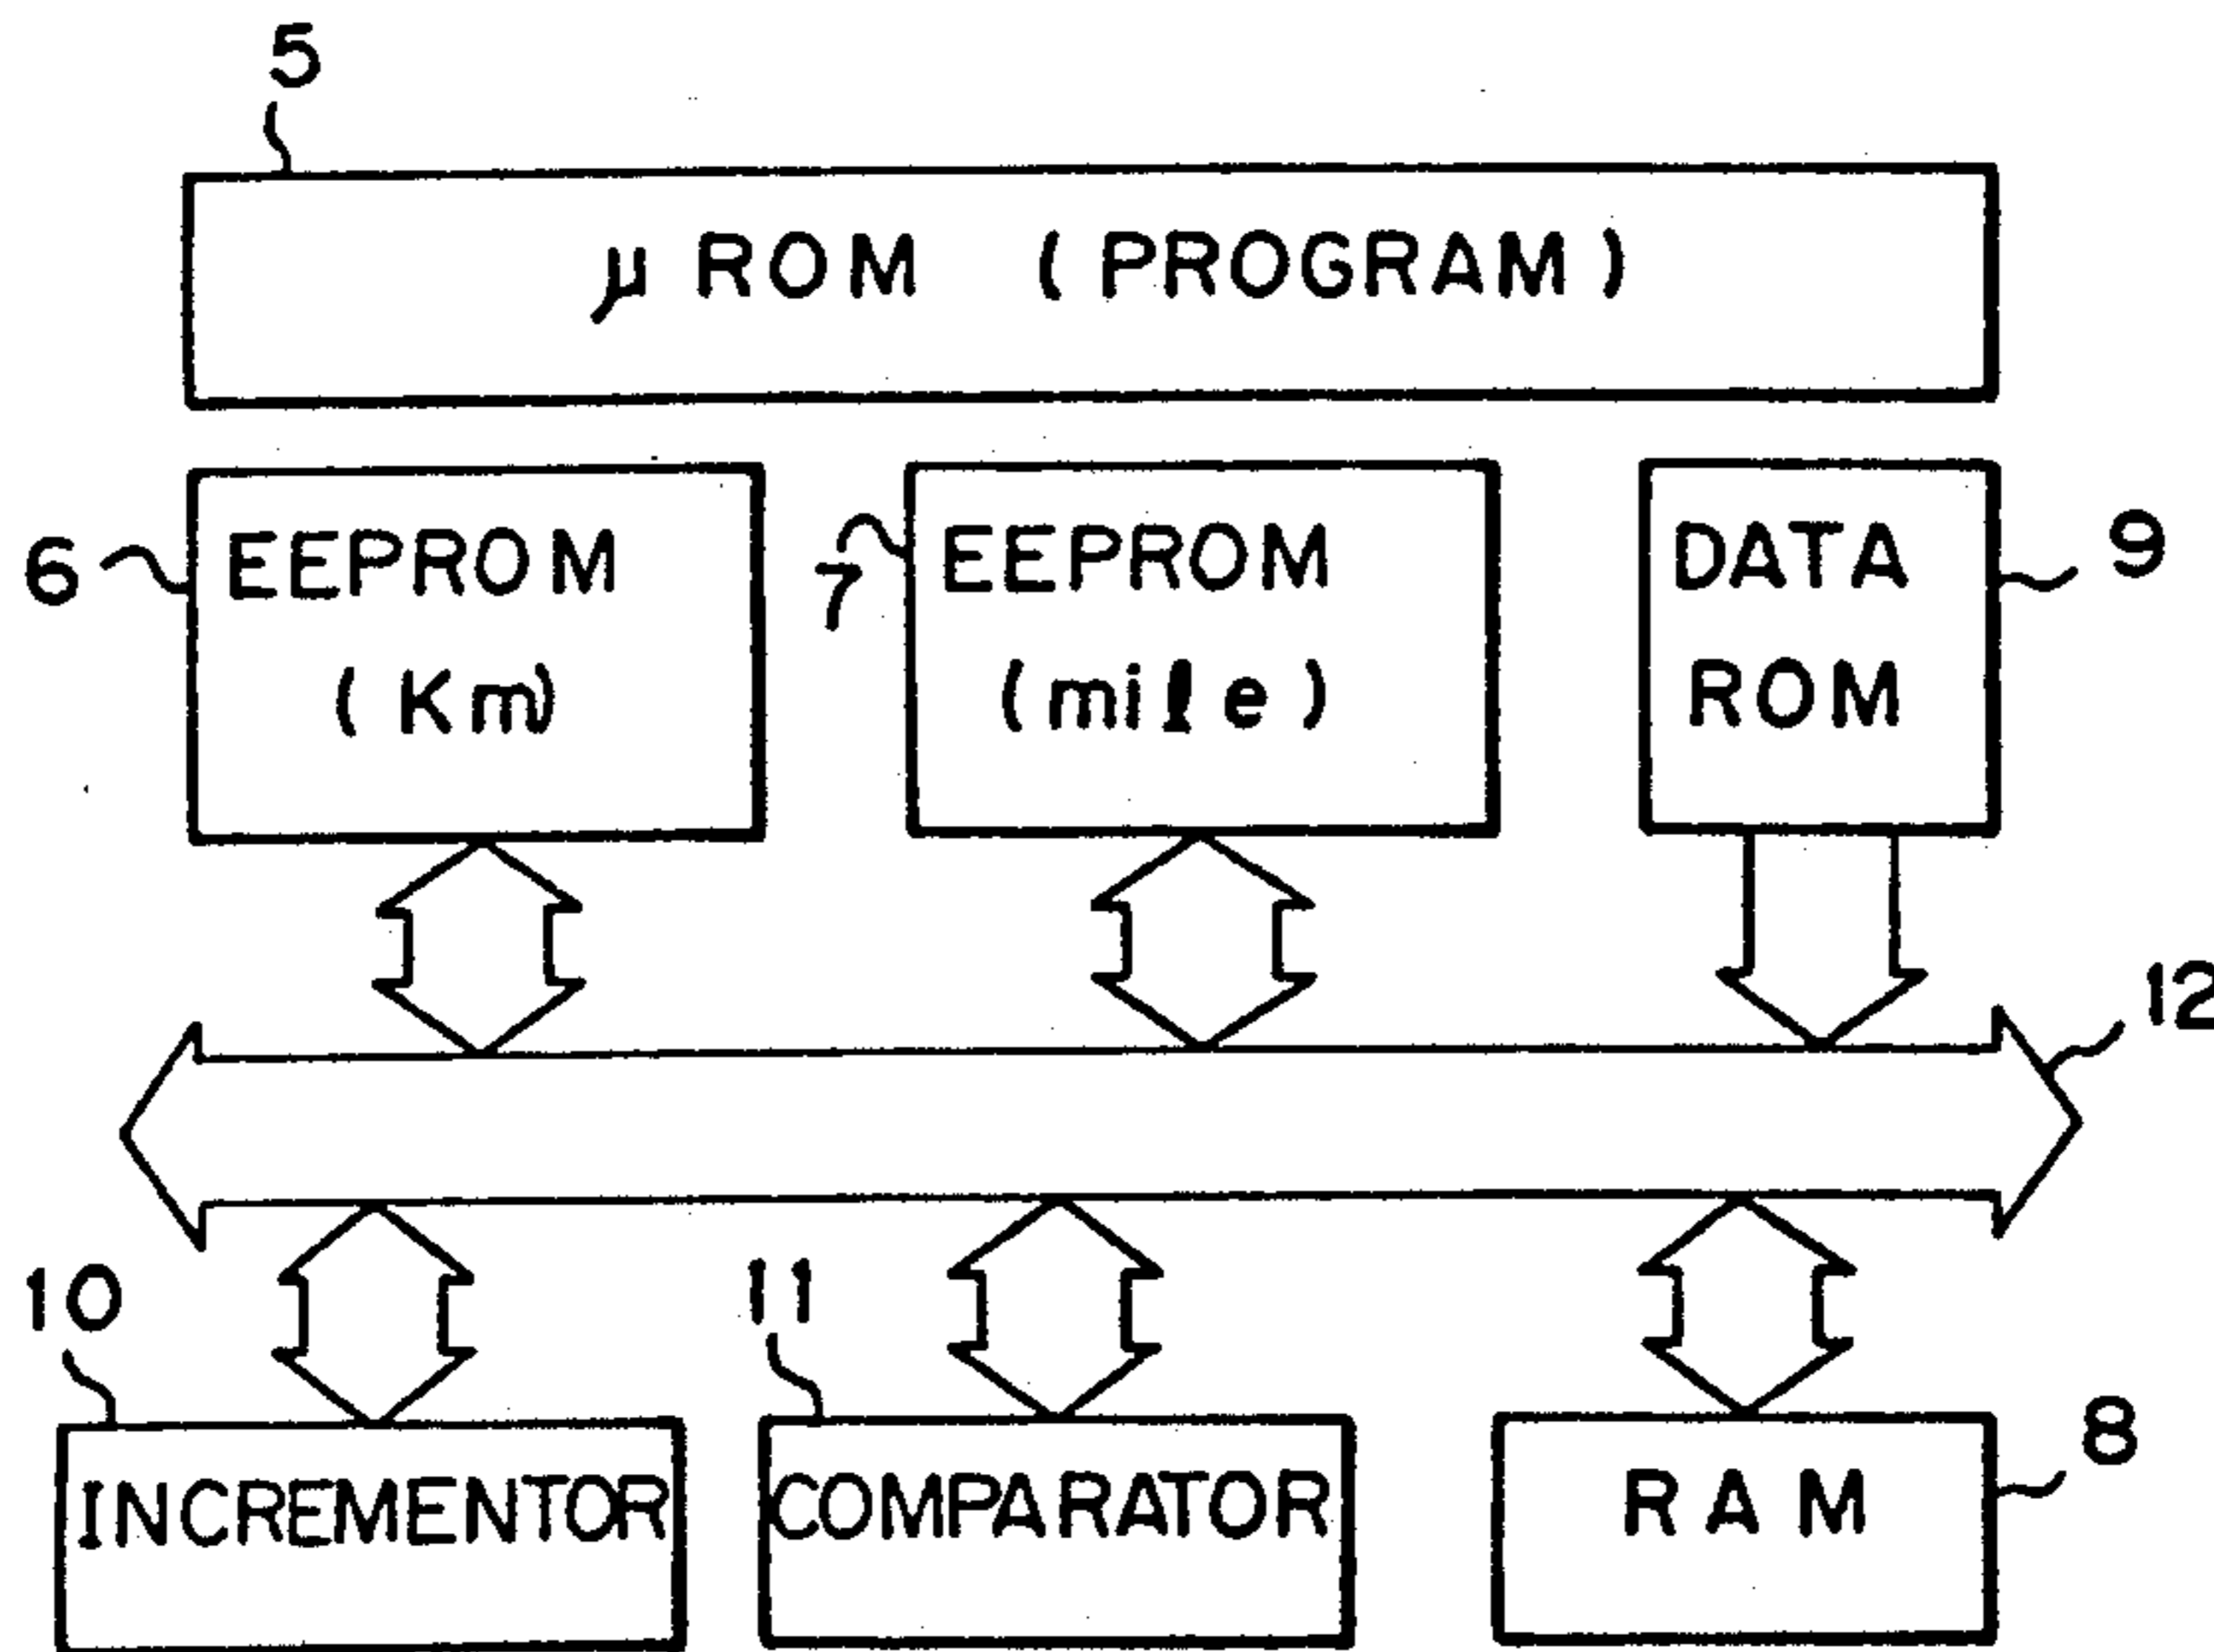 5
μ ROM (PROGRAM)
6
EEPROM
(Km)
7
EEPROM
(mile)
DATA
ROM
9
12
10
11
INCREMENTOR
COMPARATOR
RAM
8